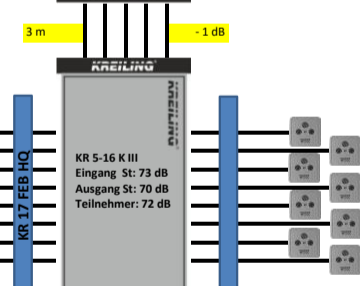 3 m
- 1 dB
KREILING
KREILING
KR 5-16 K III
Eingang St: 73 dB
Ausgang St: 70 dB
Teilnehmer: 72 dB
KR 17 FEB HQ